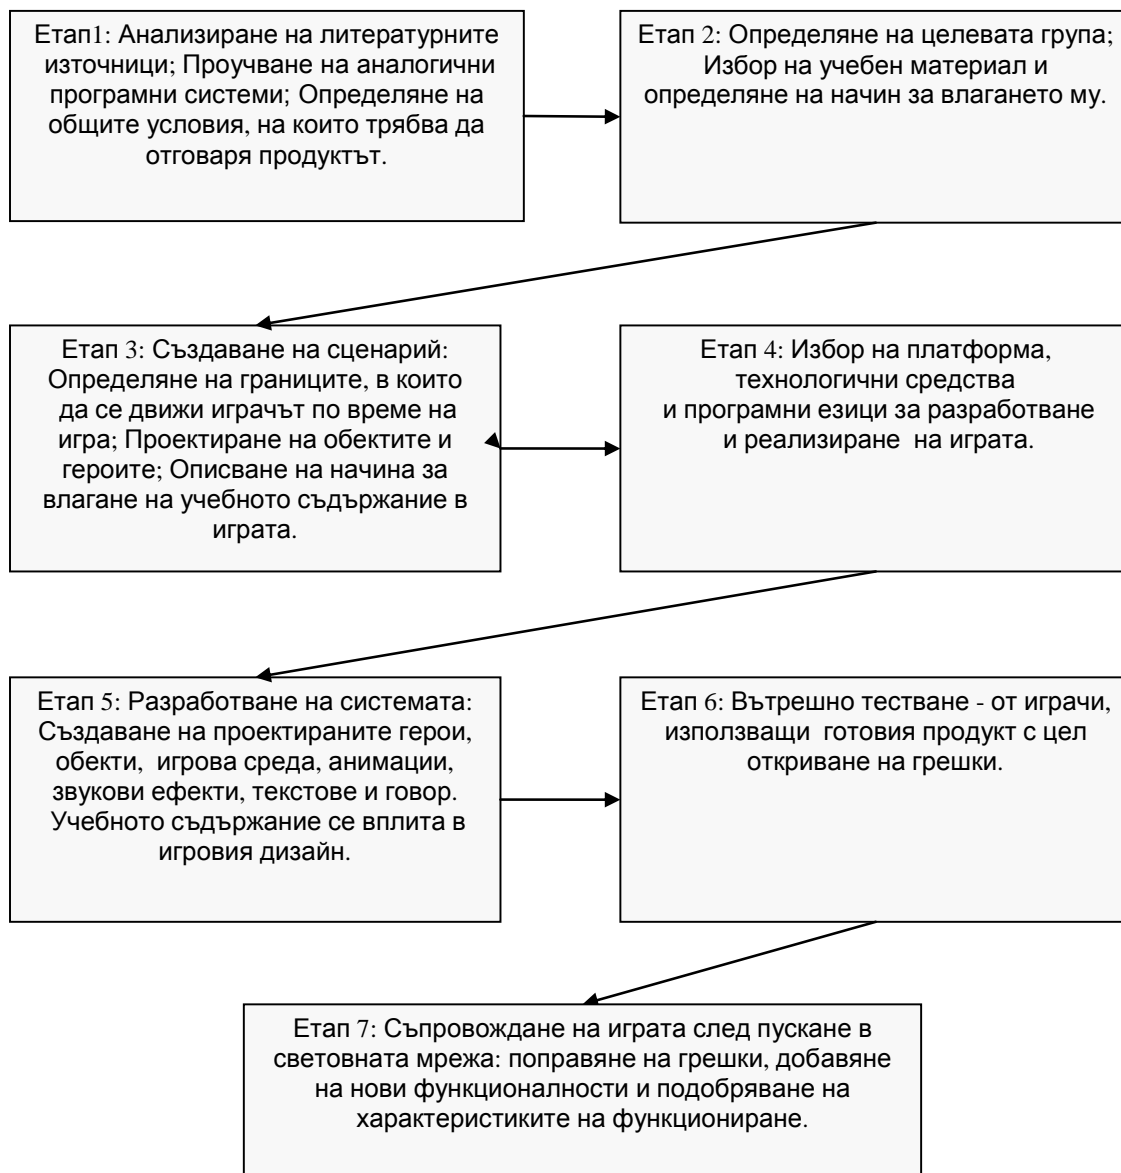 Етап1: Анализиране на литературните
източници; Проучване на аналогични
програмни системи; Определяне на
общите условия, на които трябва да
отговаря продуктът.
Етап 2: Определяне на целевата група;
Избор на учебен материал и
определяне на начин за влагането му.
Етап 3: Създаване на сценарий:
Определяне на границите, в които
да се движи играчът по време на
игра; Проектиране на обектите и
героите; Описване на начина за
влагане на учебното съдържание в
играта.
Етап 4: Избор на платформа,
технологични средства
и програмни езици за разработване
и реализиране на играта.
Етап 5: Разработване на системата:
Създаване на проектираните герои,
обекти, игрова среда, анимации,
звукови ефекти, текстове и говор.
Учебното съдържание се вплита в
игровия дизайн.
Етап 6: Вътрешно тестване - от играчи,
използващи готовия продукт с цел
откриване на грешки.
Етап 7: Съпровождане на играта след пускане в
световната мрежа: поправяне на грешки, добавяне
на нови функционалности и подобряване на
характеристиките на функциониране.